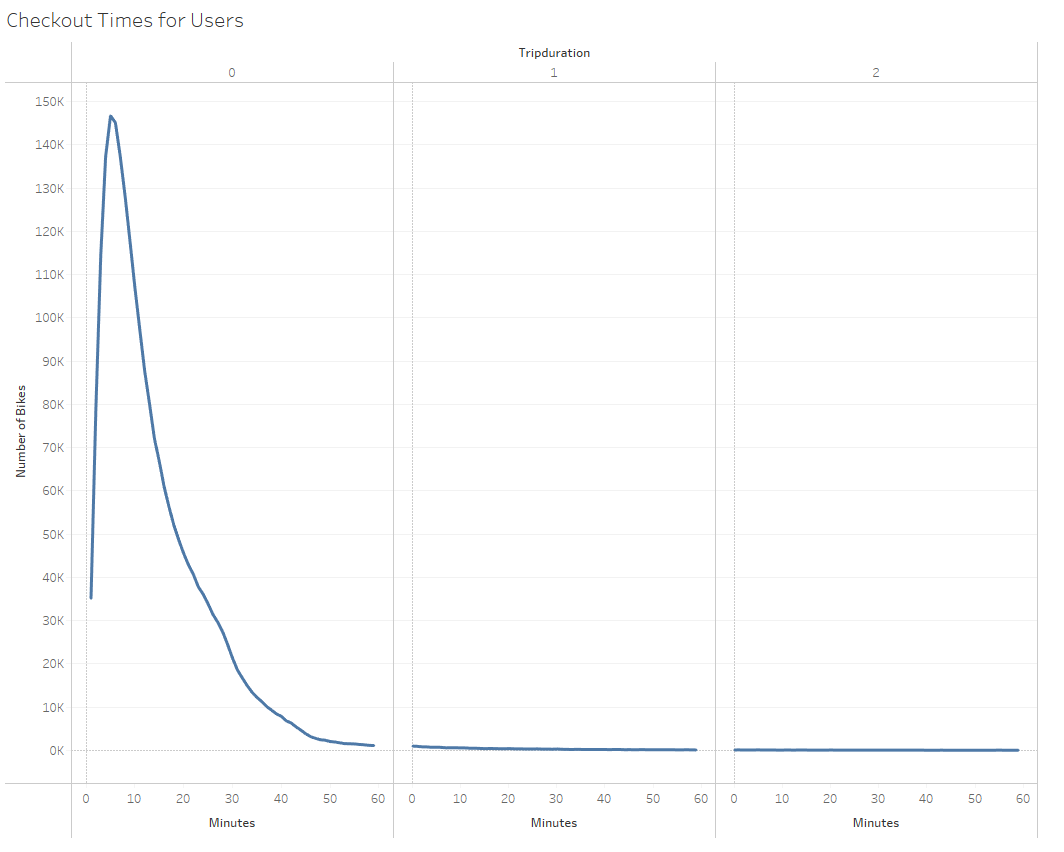 Checkout Times for Users
Tripduration
0 1 2
150K
140K
130K
120K
110K
100K
90K
80K
70K
60K
50K
40K
30K
20K
10K
0K
Number of Bikes
0 10 20 30 40 50 60 0 10 20 30 40 50 60 0 10 20 30 40 50 60
Minutes Minutes Minutes